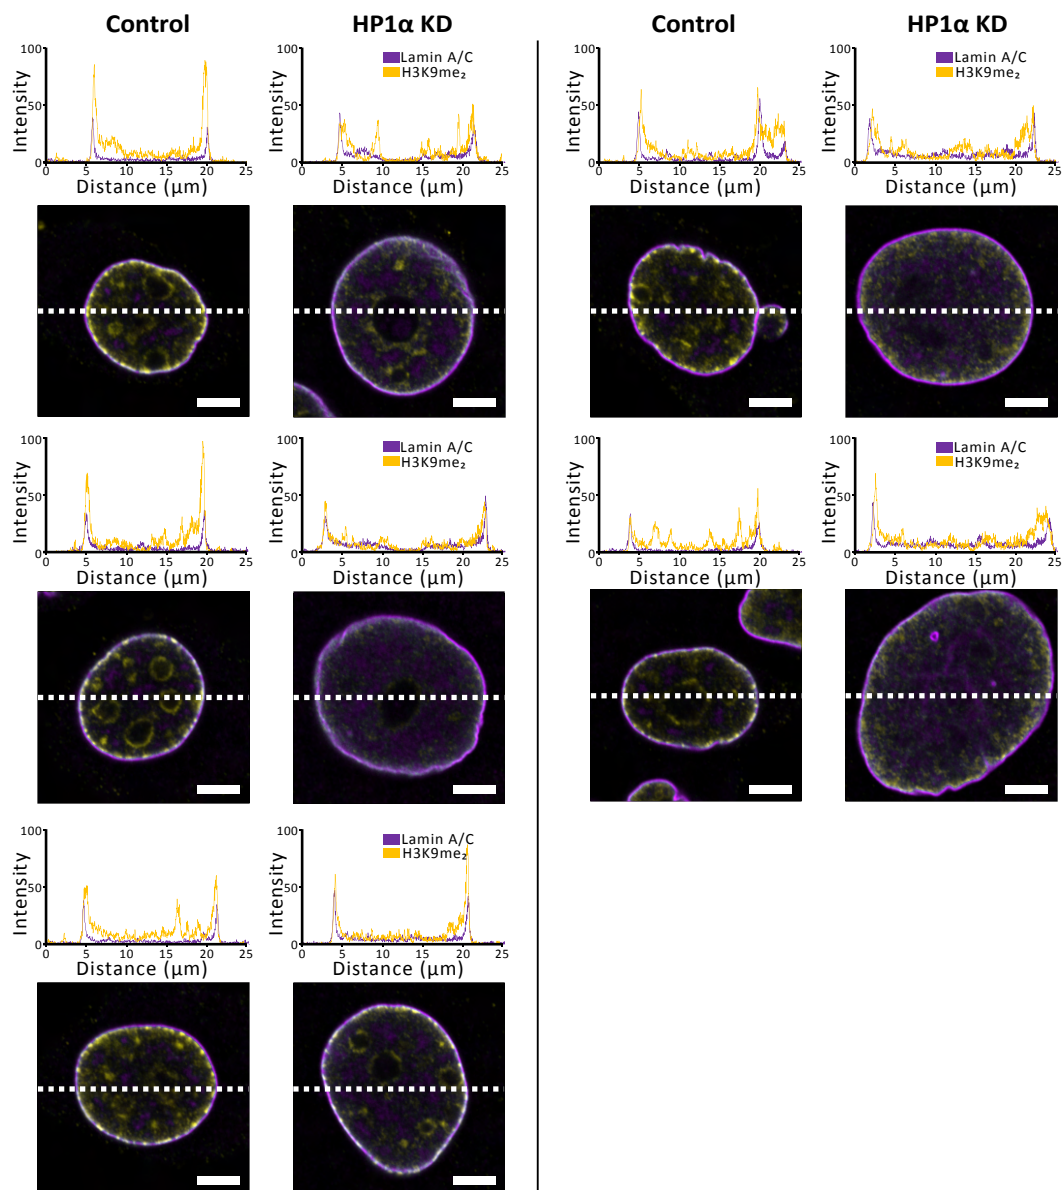 Control HP1α KD Control HP1α KD
100 100 Lamin A/C 100 100 Lamin A/C
H3K9me₂ H3K9me₂
Intensity Intensity Intensity Intensity
50 50 50 50
0 0 0 0
0 5 10 15 20 25 0 5 10 15 20 25 0 5 10 15 20 25 0 5 10 15 20 25
Distance (µm) Distance (µm) Distance (µm) Distance (µm)
100 100 Lamin A/C 100 100 Lamin A/C
H3K9me₂ H3K9me₂
Intensity Intensity Intensity Intensity
50 50 50 50
0 0 0 0
0 5 10 15 20 25 0 5 10 15 20 25 0 5 10 15 20 25 0 5 10 15 20 25
Distance (µm) Distance (µm) Distance (µm) Distance (µm)
100 100 Lamin A/C
H3K9me₂
Intensity Intensity
50 50
0 0
0 5 10 15 20 25 0 5 10 15 20 25
Distance (µm) Distance (µm)